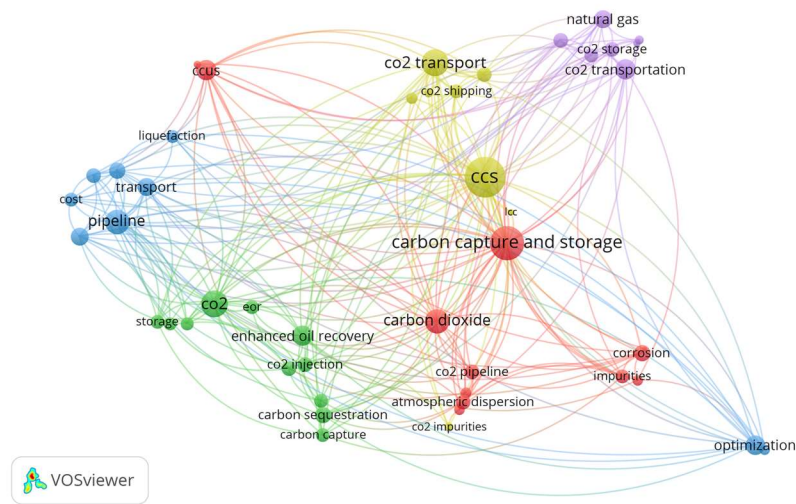 natural gas
co2 storage
co2 transport
co2 transportation
ccus
co2 shipping
liquefaction
ccs
transport
cost
lcc
pipeline
carbon capture and storage
co2
eor
storage
carbon dioxide
enhanced oil recovery
corrosion
co2 injection
co2 pipeline
impurities
atmospheric dispersion
carbon sequestration
co2 impurities
carbon capture
optimization
VOSviewer